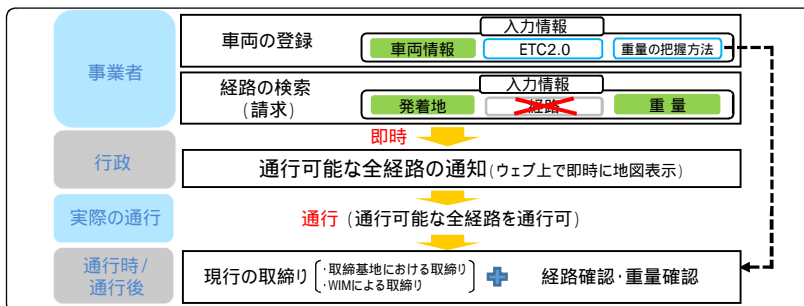 事業者
車両の登録
入力情報
車両情報
ETC2.0
重量の把握方法
経路の検索
(請求)
入力情報
発着地
経路
重 量
即時
行政
通行可能な全経路の通知(ウェブ上で即時に地図表示)
実際の通行
通行 (通行可能な全経路を通行可)
通行時/
通行後
現行の取締り
・取締基地における取締り
・WIMによる取締り
経路確認・重量確認